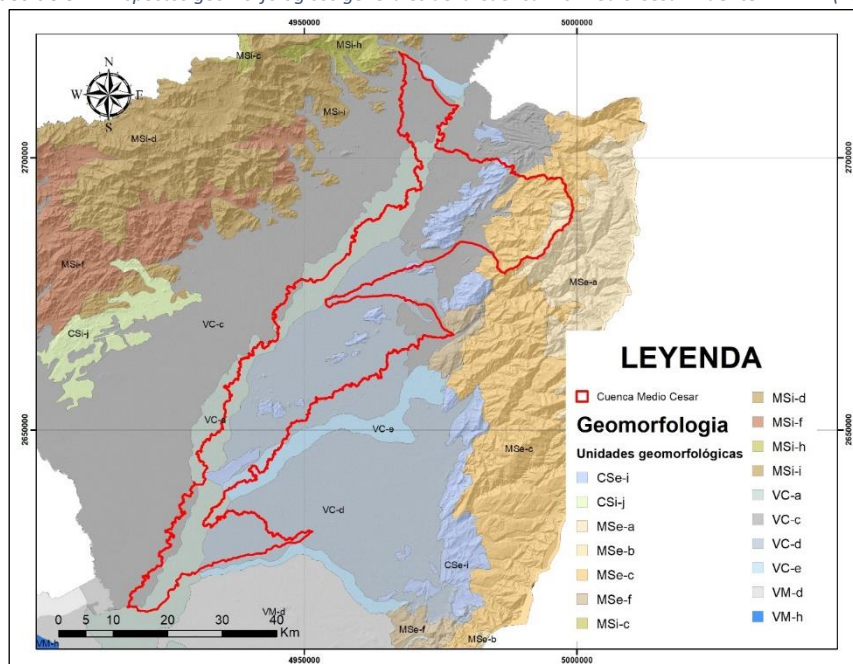 4950000
5000000
MSi-c
MSi-h
N
W
E
S
MSi-i
MSi-d
2700000
2700000
MSi-f
MSe-a
CSi-j
VC-c
LEYENDA
Cuenca Medio Cesar
Geomorfologia
Unidades geomorfológicas
CSe-i
CSi-j
MSe-a
MSe-b
MSe-c
MSe-f
MSi-c
MSi-d
MSi-f
MSi-h
MSi-i
VC-a
VC-c
VC-d
VC-e
VM-d
VM-h
2650000
2650000
VC-e
MSe-c
VC-d
CSe-i
VM-d
MSe-f
MSe-b
VM-h
0 5 10 20 30 40
Km
4950000
5000000